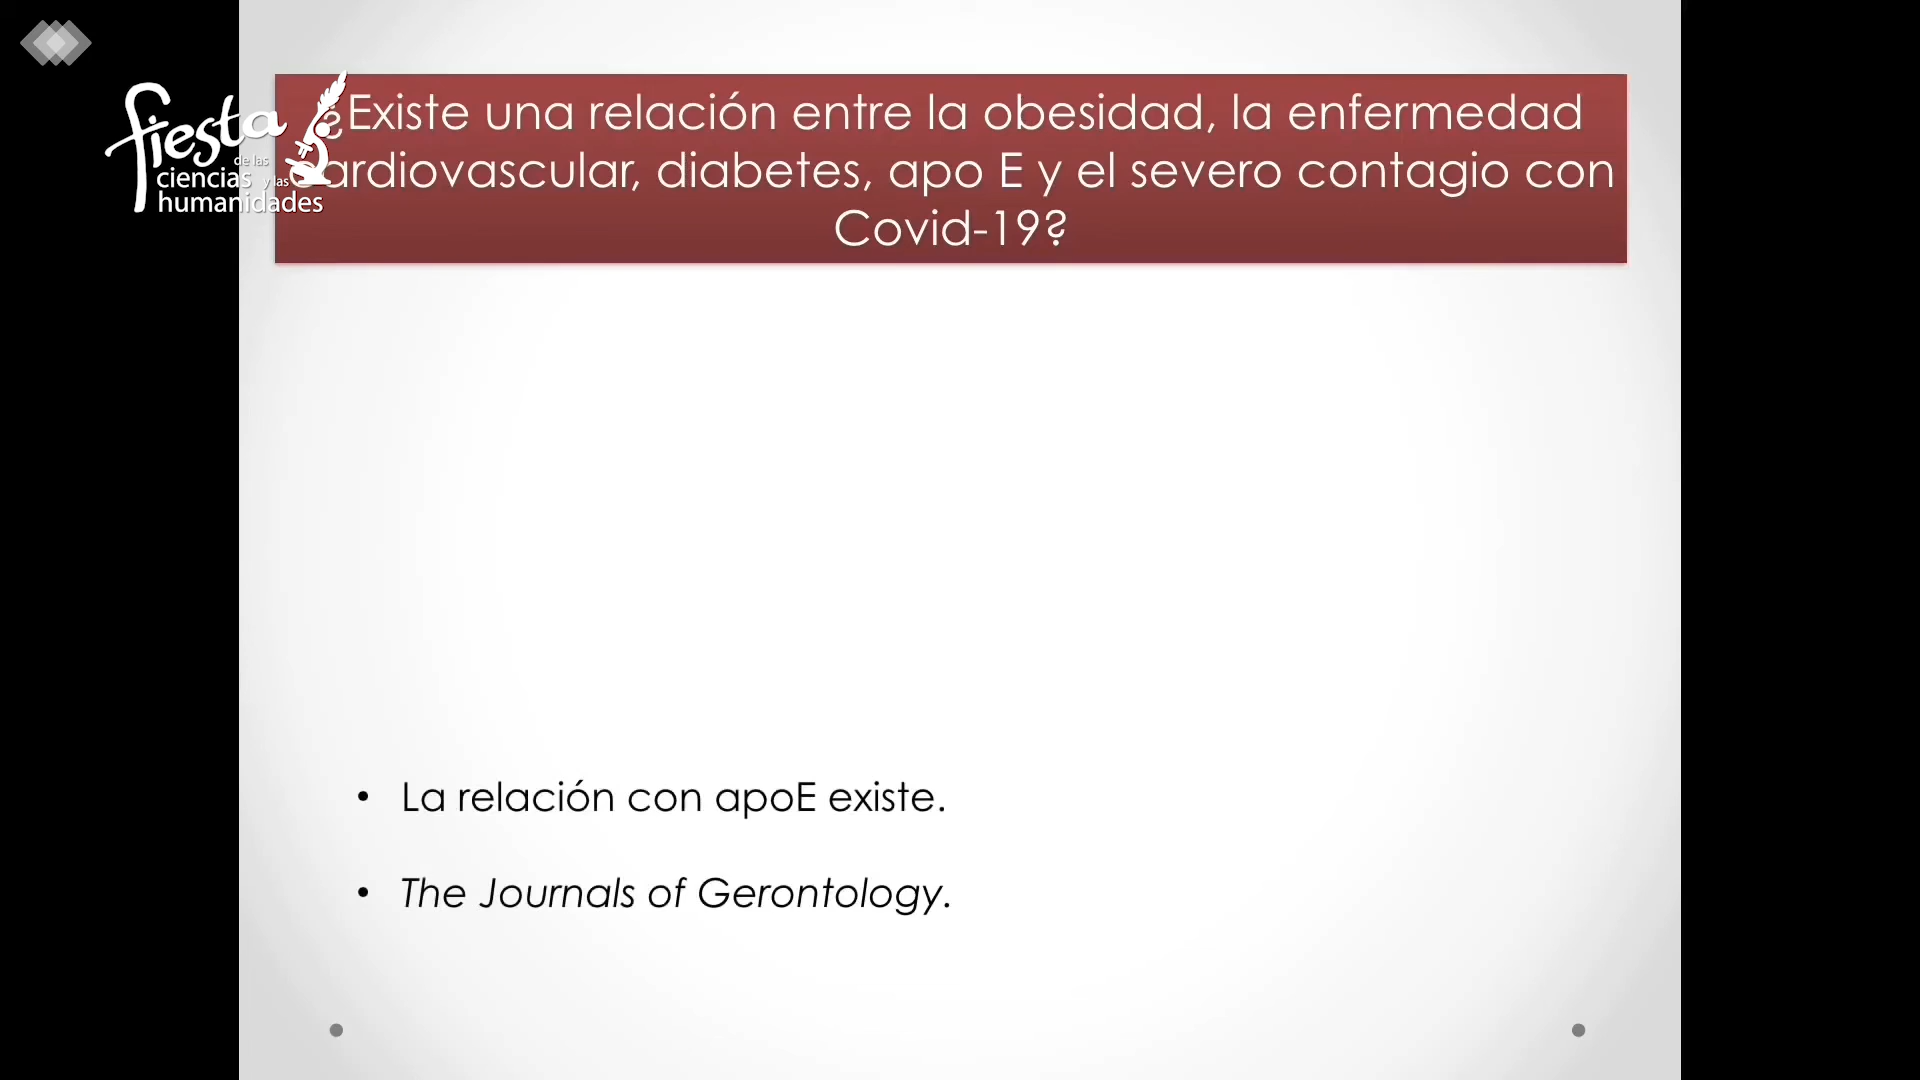 fiesta
de las
ciencias y las
humanidades
¿Existe una relación entre la obesidad, la enfermedad
cardiovascular, diabetes, apo E y el severo contagio con
Covid-19?
• La relación con apoE existe.
• The Journals of Gerontology.